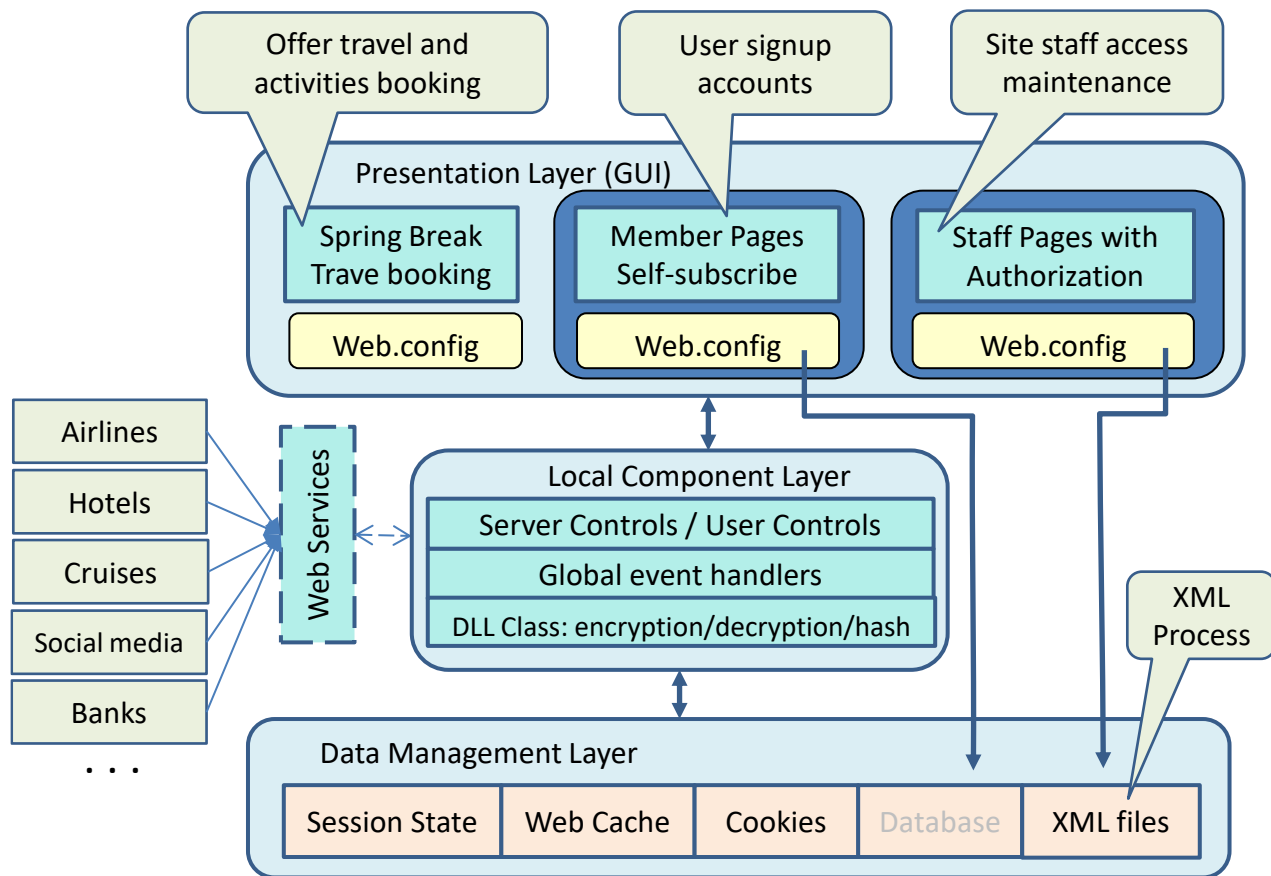 Offer travel and
activities booking
User signup
accounts
Site staff access
maintenance
Presentation Layer (GUI)
Spring Break
Trave booking
Member Pages
Self-subscribe
Staff Pages with
Authorization
Web.config
Web.config
Web.config
Airlines
Hotels
Cruises
Social media
Banks
. . .
Web Services
Local Component Layer
Server Controls / User Controls
Global event handlers
DLL Class: encryption/decryption/hash
XML
Process
Data Management Layer
Session State
Web Cache
Cookies
Database
XML files